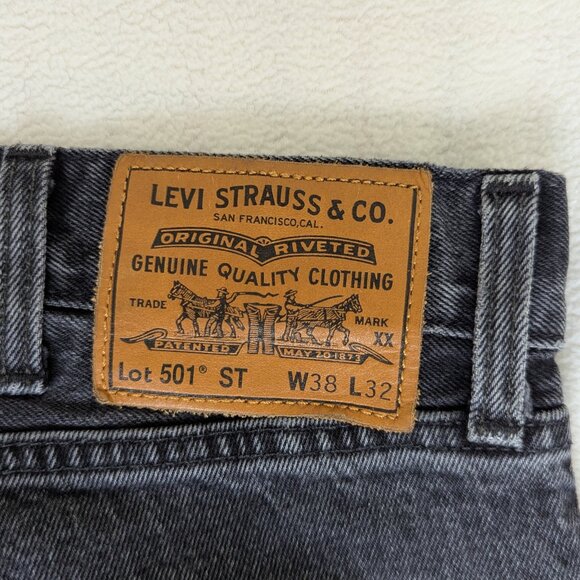 LEVI STRAUSS & CO.
SAN FRANCISCO, CAL.
ORIGINAL RIVETED
GENUINE QUALITY CLOTHING
TRADE MARK
XX
PATENTED MAY 20 1873
Lot 501® ST W38 L32